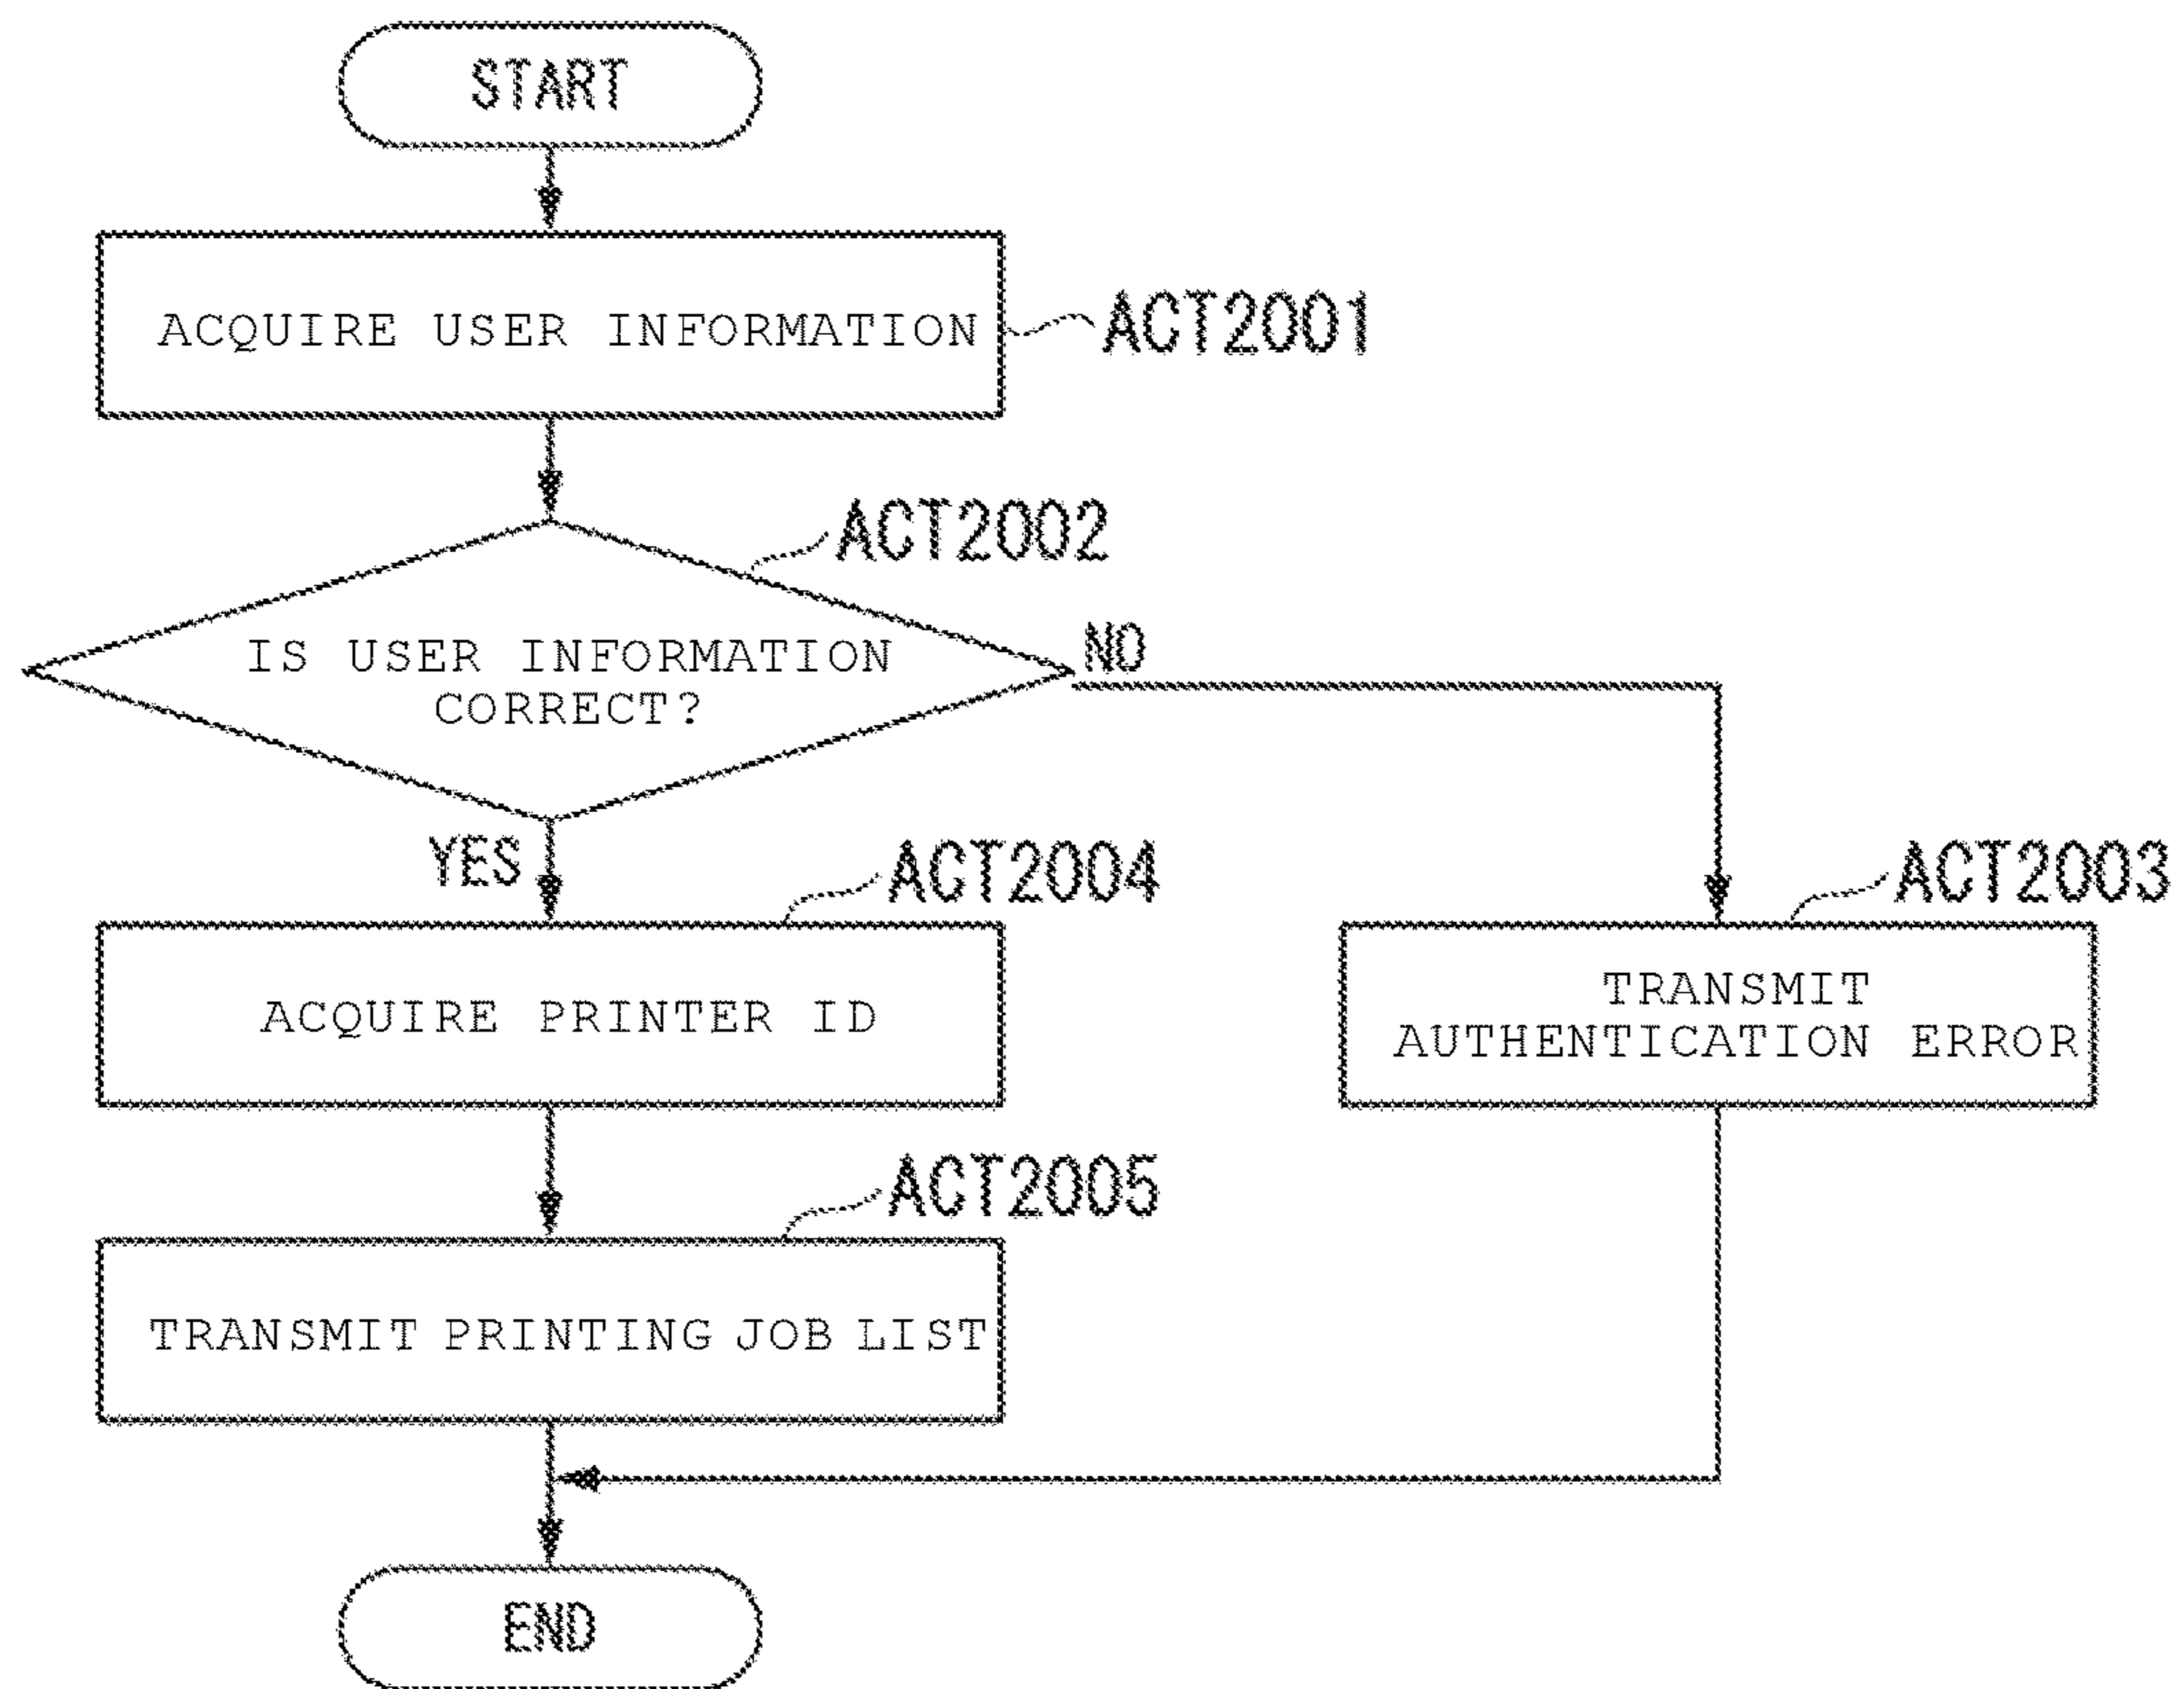 START
ACQUIRE USER INFORMATION
ACT2001
ACT2002
IS USER INFORMATION
CORRECT?
NO
YES
ACT2004
ACQUIRE PRINTER ID
ACT2003
TRANSMIT
AUTHENTICATION ERROR
ACT2005
TRANSMIT PRINTING JOB LIST
END